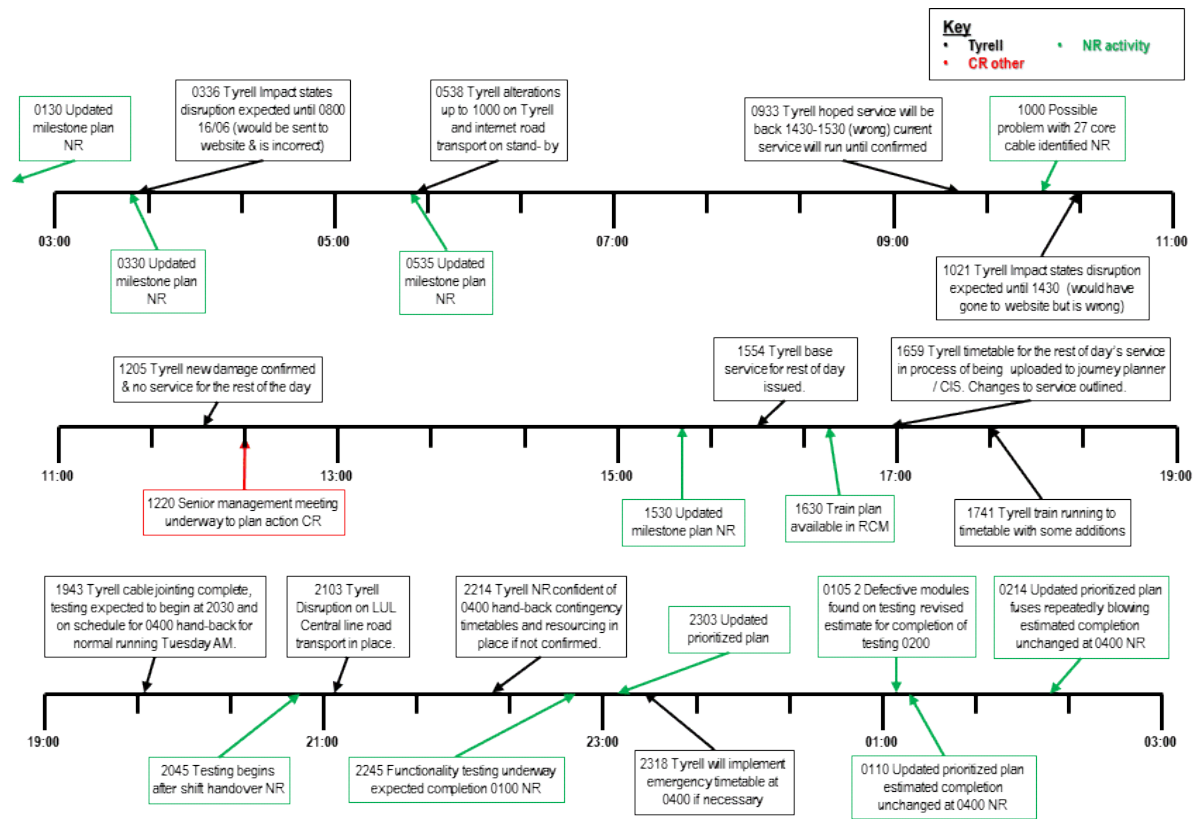 Key
• Tyrell
• NR activity
• CR other
0130 Updated
milestone plan
NR
0336 Tyrell Impact states
disruption expected until 0800
16/06 (would be sent to
website & is incorrect)
0538 Tyrell alterations
up to 1000 on Tyrell
and internet road
transport on stand- by
0933 Tyrell hoped service will be
back 1430-1530 (wrong) current
service will run until confirmed
1000 Possible
problem with 27 core
cable identified NR
03:00
05:00
07:00
09:00
11:00
0330 Updated
milestone plan
NR
0535 Updated
milestone plan
NR
1021 Tyrell Impact states disruption
expected until 1430 (would have
gone to website but is wrong)
1205 Tyrell new damage confirmed
& no service for the rest of the day
1554 Tyrell base
service for rest of day
issued.
1659 Tyrell timetable for the rest of day's service
in process of being uploaded to journey planner
/ CIS. Changes to service outlined.
11:00
13:00
15:00
17:00
19:00
1220 Senior management meeting
underway to plan action CR
1530 Updated
milestone plan NR
1630 Train plan
available in RCM
1741 Tyrell train running to
timetable with some additions
1943 Tyrell cable jointing complete,
testing expected to begin at 2030 and
on schedule for 0400 hand-back for
normal running Tuesday AM.
2103 Tyrell
Disruption on LUL
Central line road
transport in place.
2214 Tyrell NR confident of
0400 hand-back contingency
timetables and resourcing in
place if not confirmed.
2303 Updated
prioritized plan
0105 2 Defective modules
found on testing revised
estimate for completion of
testing 0200
0214 Updated prioritized plan
fuses repeatedly blowing
estimated completion
unchanged at 0400 NR
19:00
21:00
23:00
01:00
03:00
2045 Testing begins
after shift handover NR
2245 Functionality testing underway
expected completion 0100 NR
2318 Tyrell will implement
emergency timetable at
0400 if necessary
0110 Updated prioritized plan
estimated completion
unchanged at 0400 NR